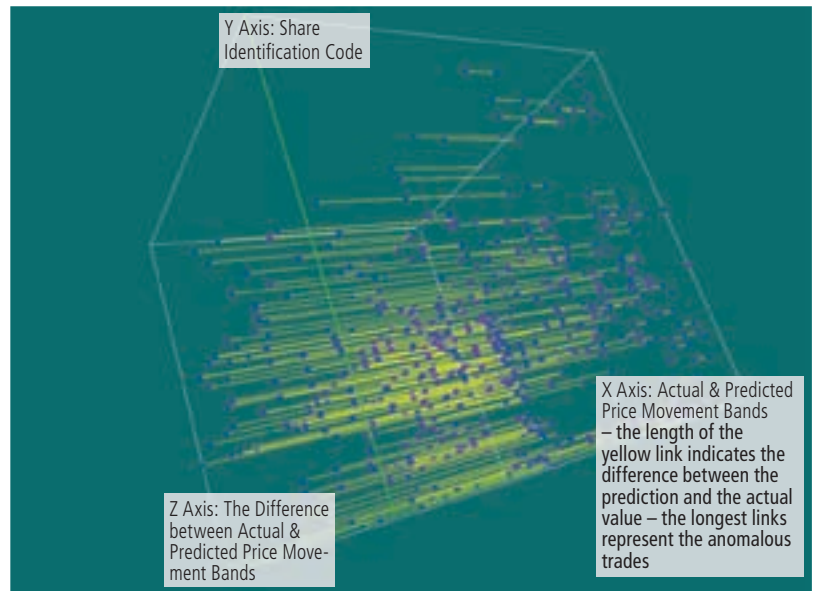 Y Axis: Share
Identification Code
X Axis: Actual & Predicted
Price Movement Bands
– the length of the
yellow link indicates the
difference between the
prediction and the actual
value – the longest links
represent the anomalous
trades
Z Axis: The Difference
between Actual &
Predicted Price Move-
ment Bands